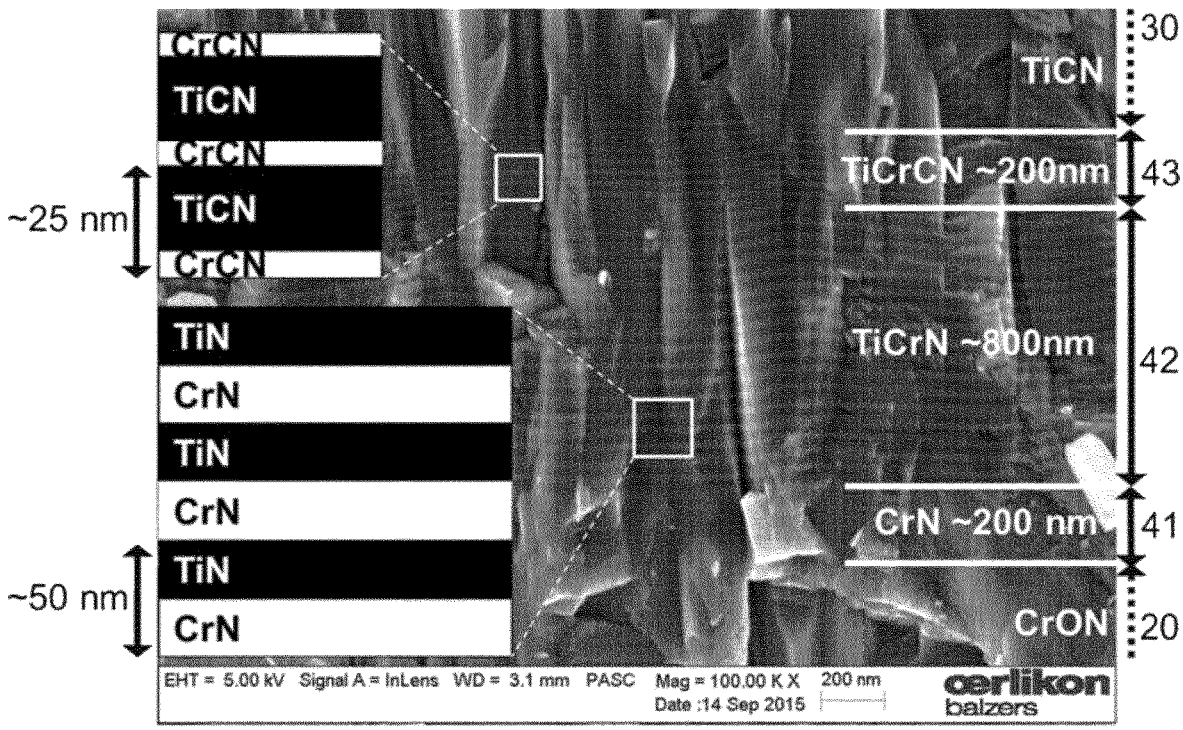 CrCN
TiCN
CrCN
TiCN
CrCN
~25 nm
TiN
CrN
TiN
CrN
TiN
CrN
~50 nm
30
TiCN
TiCrCN ~200nm
43
TiCrN ~800nm
42
CrN ~200 nm
41
CrON
20
EHT = 5.00 kV Signal A = InLens WD = 3.1 mm PASC Mag = 100.00 K X 200 nm
Date :14 Sep 2015
œrlikon
balzers